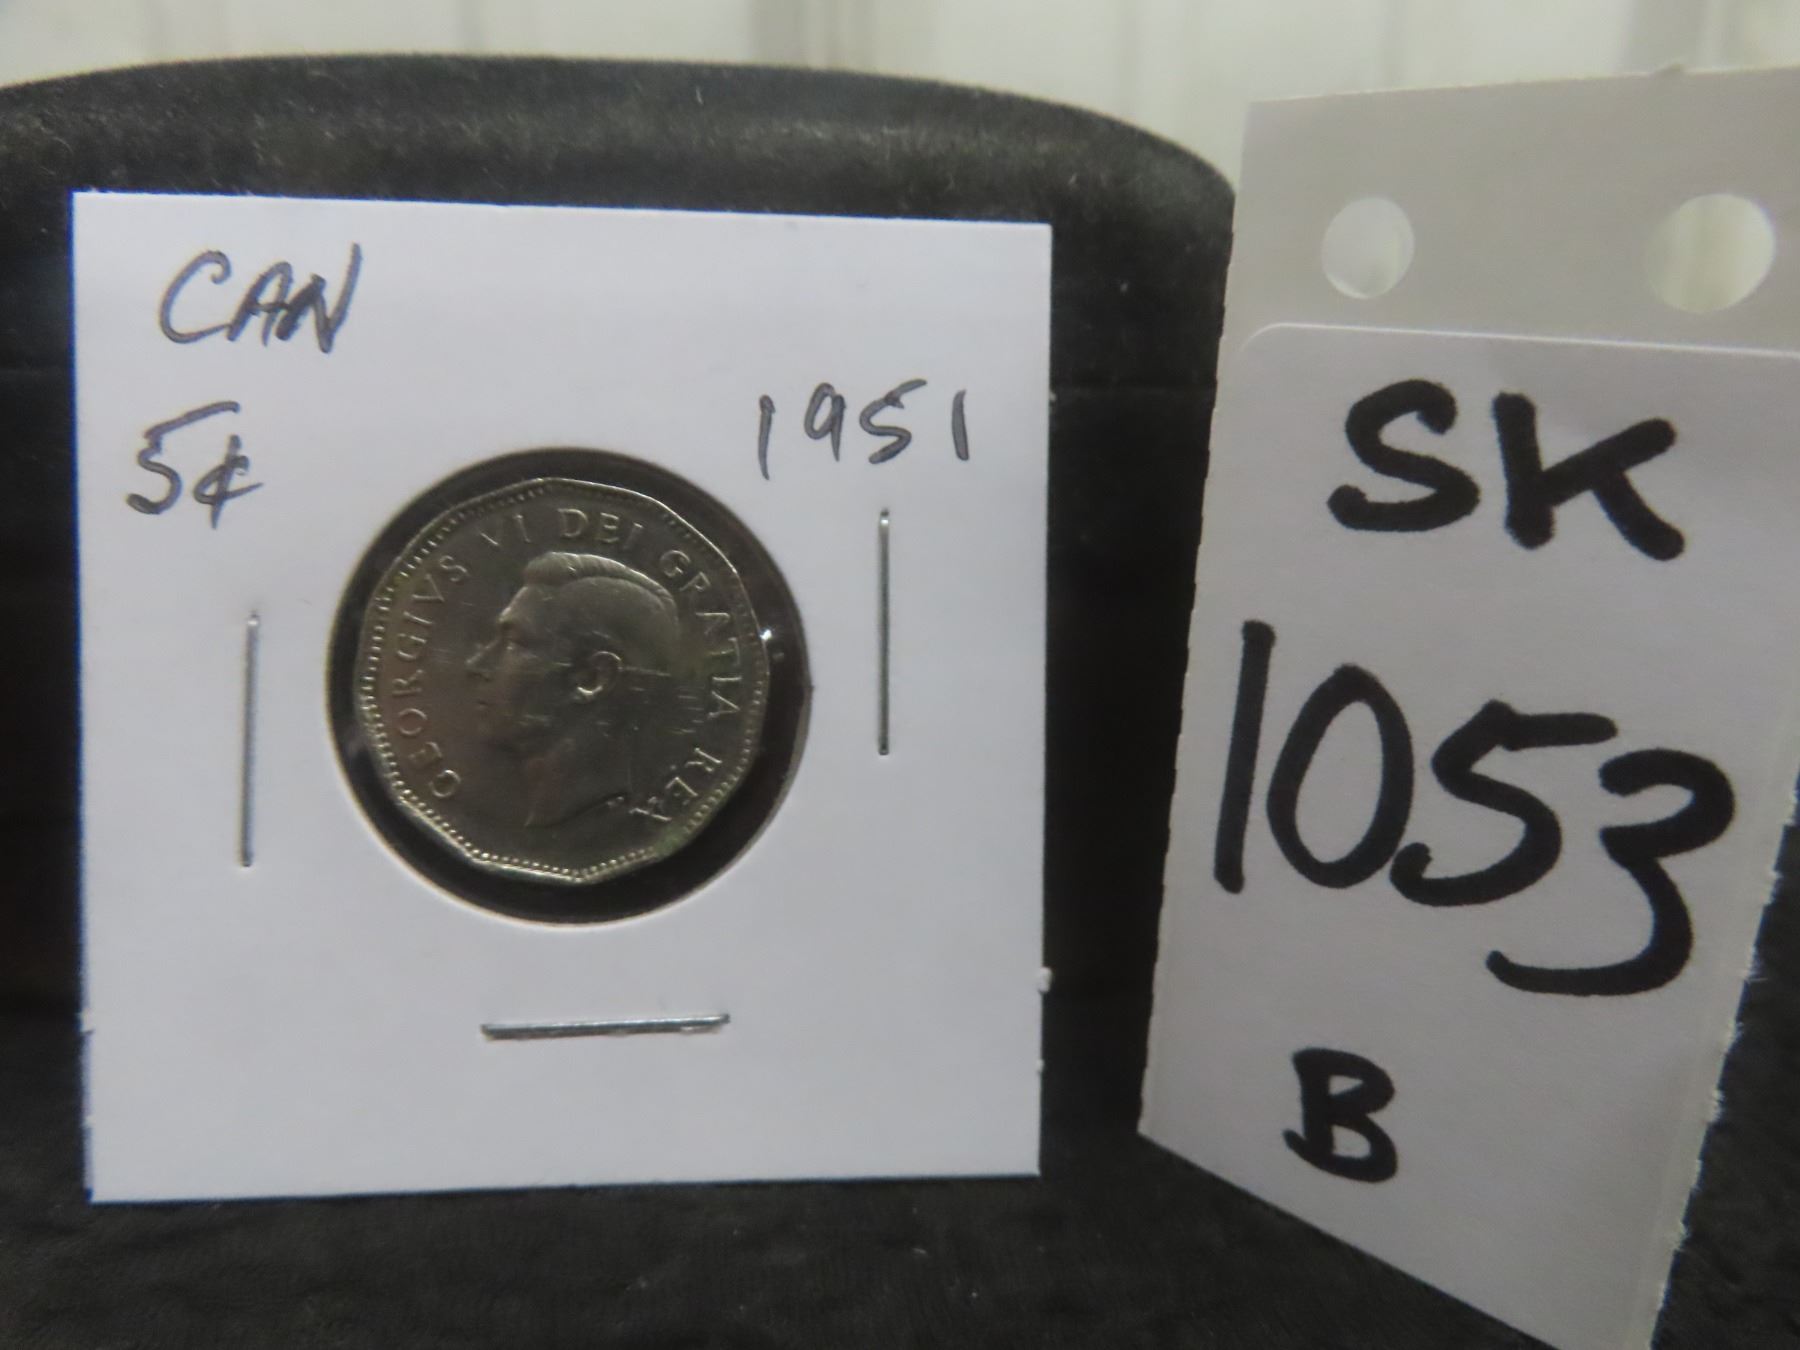 CAN
5¢
1951
GEORGIVS VI DEI GRATIA REX
SK
1053
B